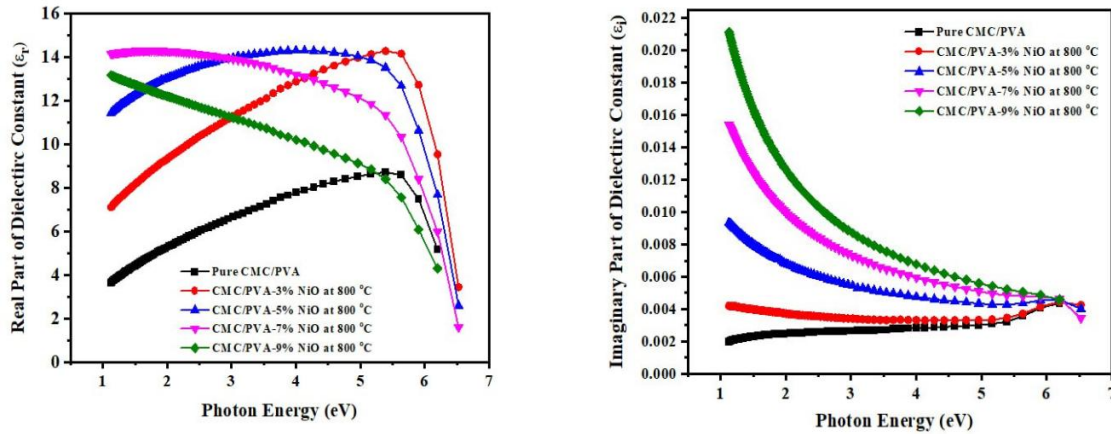 Real Part of Dielectirc Constant (εr)
16
14
12
10
8
6
4
2
0
Pure CMC/PVA
CMC/PVA-3% NiO at 800 °C
CMC/PVA-5% NiO at 800 °C
CMC/PVA-7% NiO at 800 °C
CMC/PVA-9% NiO at 800 °C
1 2 3 4 5 6 7
Photon Energy (eV)
Imaginary Part of Dielectirc Constant (εi)
0.022
0.020
0.018
0.016
0.014
0.012
0.010
0.008
0.006
0.004
0.002
0.000
Pure CMC/PVA
CMC/PVA-3% NiO at 800 °C
CMC/PVA-5% NiO at 800 °C
CMC/PVA-7% NiO at 800 °C
CMC/PVA-9% NiO at 800 °C
1 2 3 4 5 6 7
Photon Energy (eV)